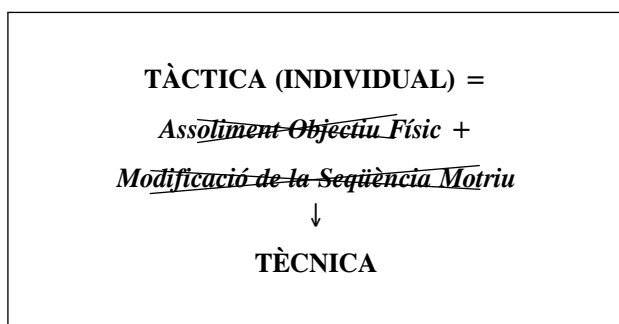 TÀCTICA (INDIVIDUAL) =
Assoliment Objectiu Físic +
Modificació de la Seqüència Motriu
↓
TÈCNICA